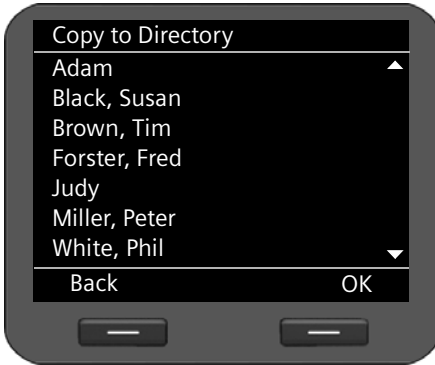 Copy to Directory
Adam
Black, Susan
Brown, Tim
Forster, Fred
Judy
Miller, Peter
White, Phil
Back OK